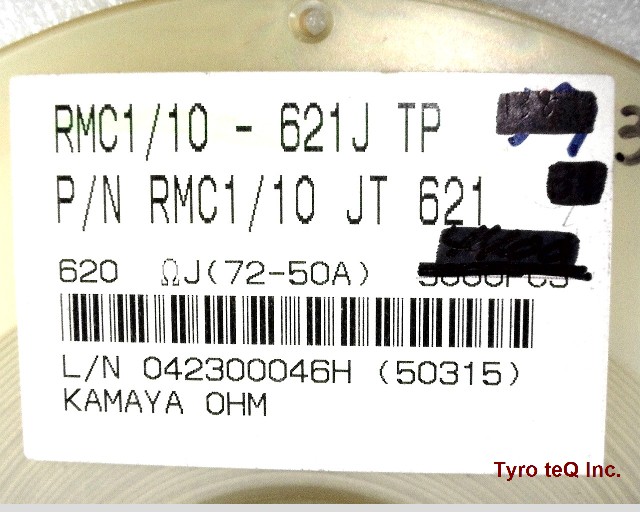 RMC1/10 - 621J TP
P/N RMC1/10 JT 621
620 ΩJ(72-50A)
L/N 042300046H (50315)
KAMAYA OHM
Tyro teQ Inc.